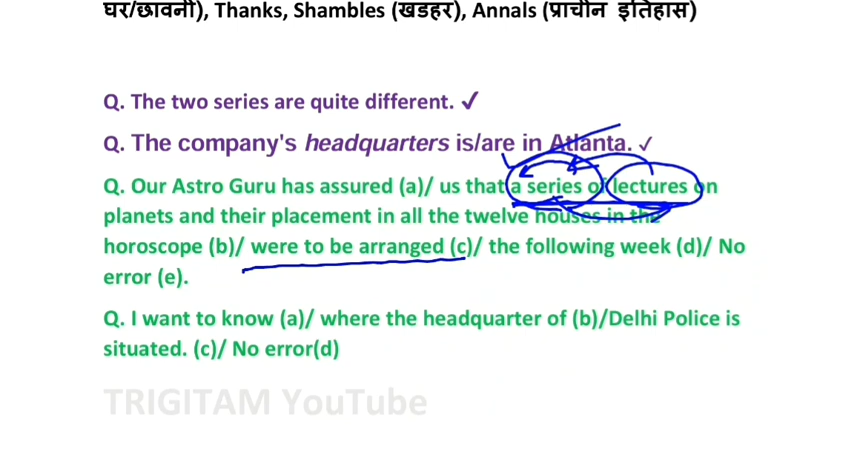 घर/छावनी), Thanks, Shambles (खडहर), Annals (प्राचीन इतिहास)
Q. The two series are quite different. ✓
Q. The company's headquarters is/are in Atlanta. ✓
Q. Our Astro Guru has assured (a)/ us that a series of lectures on
planets and their placement in all the twelve houses in the
horoscope (b)/ were to be arranged (c)/ the following week (d)/ No
error (e).
Q. I want to know (a)/ where the headquarter of (b)/Delhi Police is
situated. (c)/ No error(d)
TRIGITAM YouTube